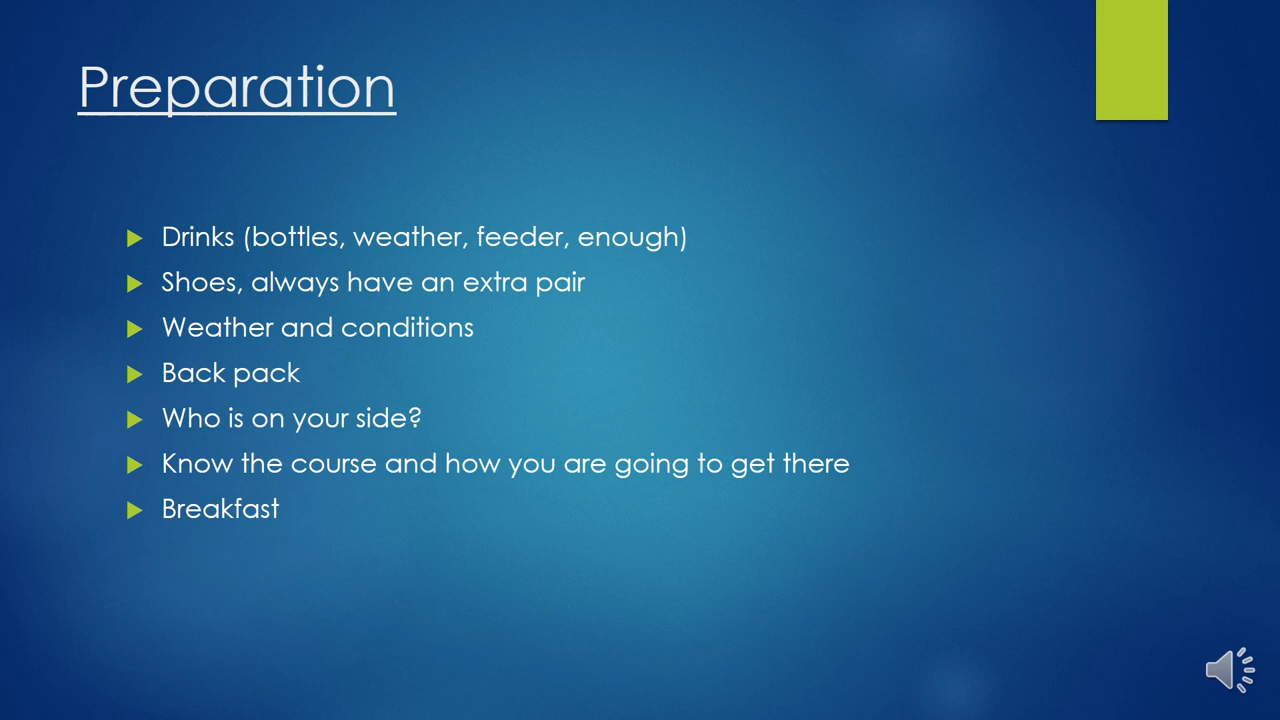 Preparation
Drinks (bottles, weather, feeder, enough)
Shoes, always have an extra pair
Weather and conditions
Back pack
Who is on your side?
Know the course and how you are going to get there
Breakfast